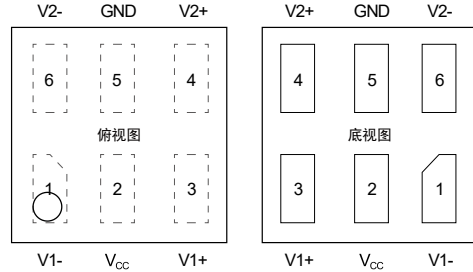 V2- GND V2+ V2+ GND V2-
6 5 4 4 5 6
俯视图 底视图
1 2 3 3 2 1
V1- VCC V1+ V1+ VCC V1-